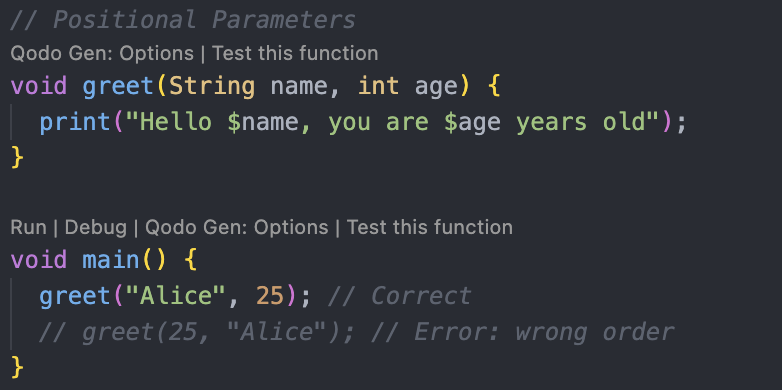 // Positional Parameters
Qodo Gen: Options | Test this function
void greet(String name, int age) {
  print("Hello $name, you are $age years old");
}
Run | Debug | Qodo Gen: Options | Test this function
void main() {
  greet("Alice", 25); // Correct
  // greet(25, "Alice"); // Error: wrong order
}